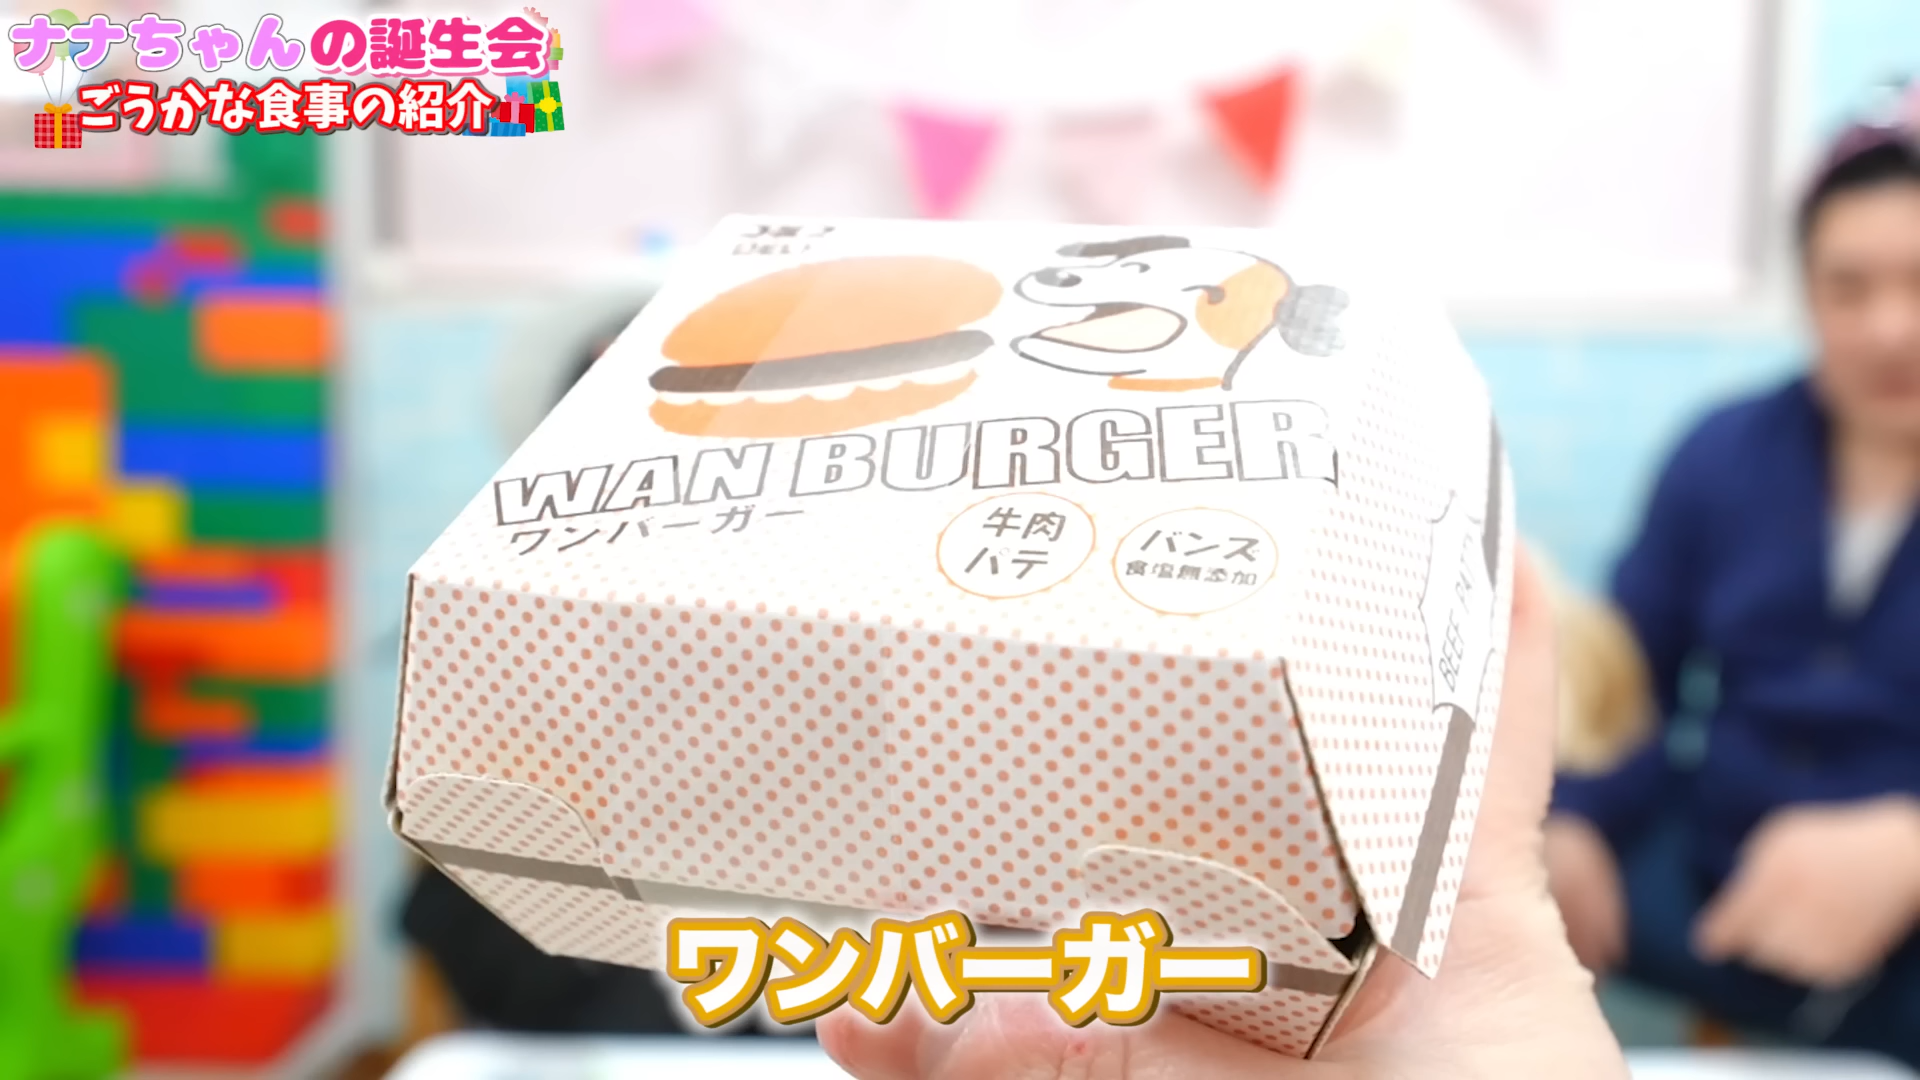 ナナちゃんの誕生会
ごうかな食事の紹介
WAN BURGER
ワンバーガー
牛肉
パテ
バンズ
食塩無添加
BEEF PATTY
ワンバーガー